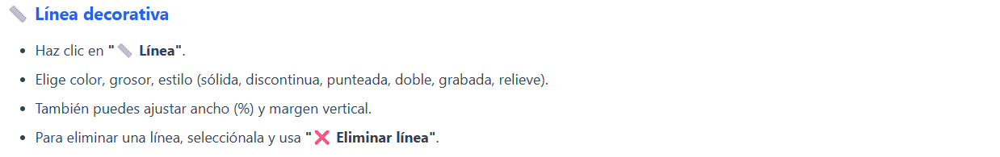 📏 Línea decorativa
• Haz clic en "📏 Línea".
• Elige color, grosor, estilo (sólida, discontinua, punteada, doble, grabada, relieve).
• También puedes ajustar ancho (%) y margen vertical.
• Para eliminar una línea, selecciónala y usa "❌ Eliminar línea".